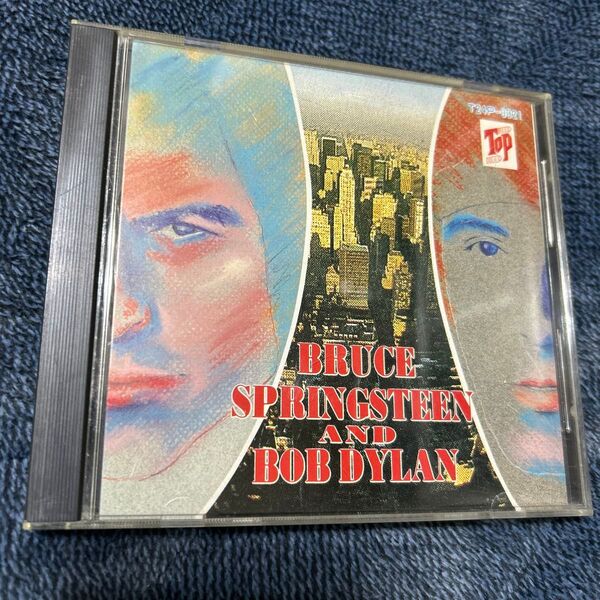 T24P-0021
Top
BRUCE
SPRINGSTEEN
AND
BOB DYLAN